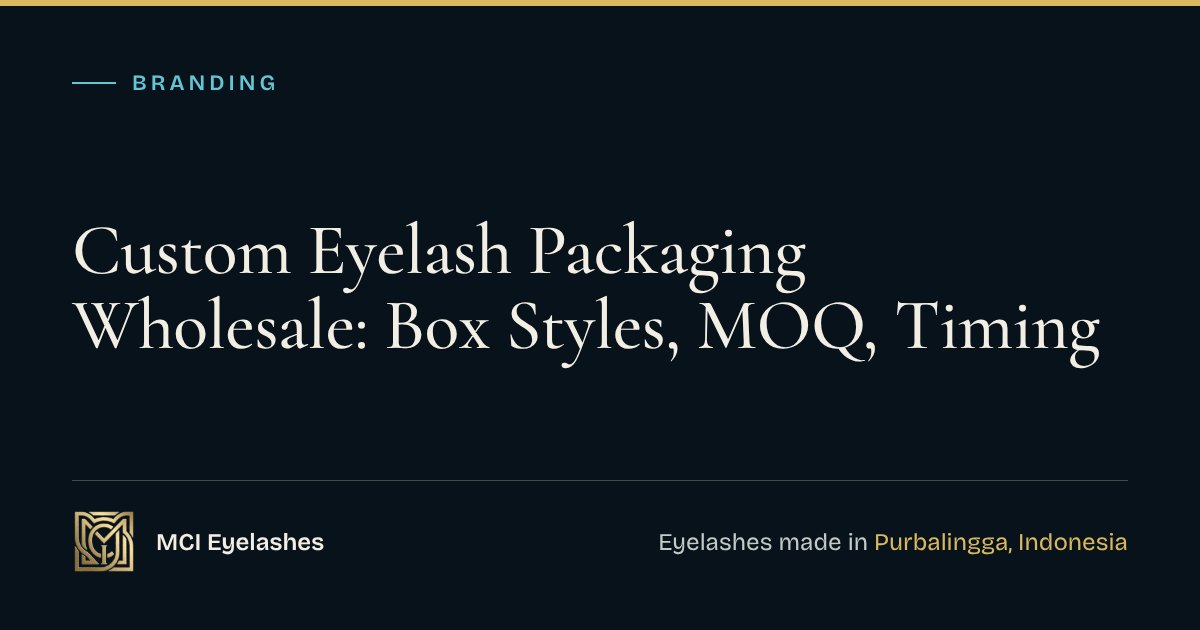 BRANDING
Custom Eyelash Packaging
Wholesale: Box Styles, MOQ, Timing
MCI Eyelashes
Eyelashes made in Purbalingga, Indonesia